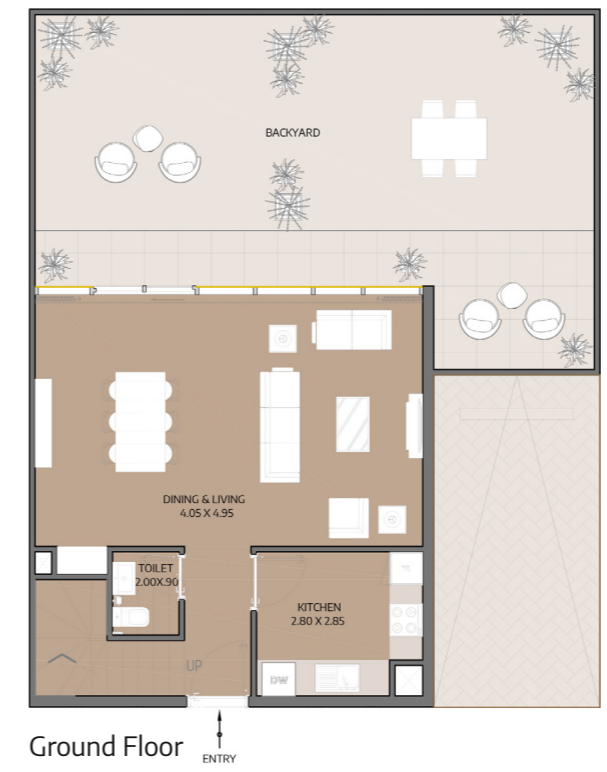 BACKYARD
DINING & LIVING
4.05 X 4.95
TOILET
2.00X.90
KITCHEN
2.80 X 2.85
UP
DW
Ground Floor
ENTRY